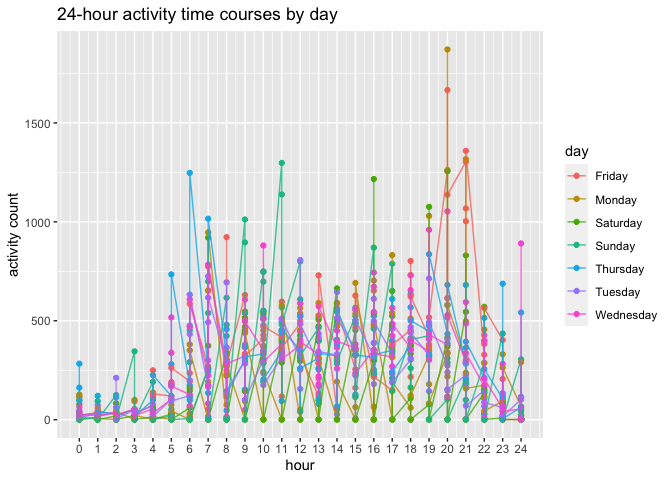 24-hour activity time courses by day
1500
1000
500
0
activity count
0 1 2 3 4 5 6 7 8 9 10 11 12 13 14 15 16 17 18 19 20 21 22 23 24
hour
day
Friday
Monday
Saturday
Sunday
Thursday
Tuesday
Wednesday